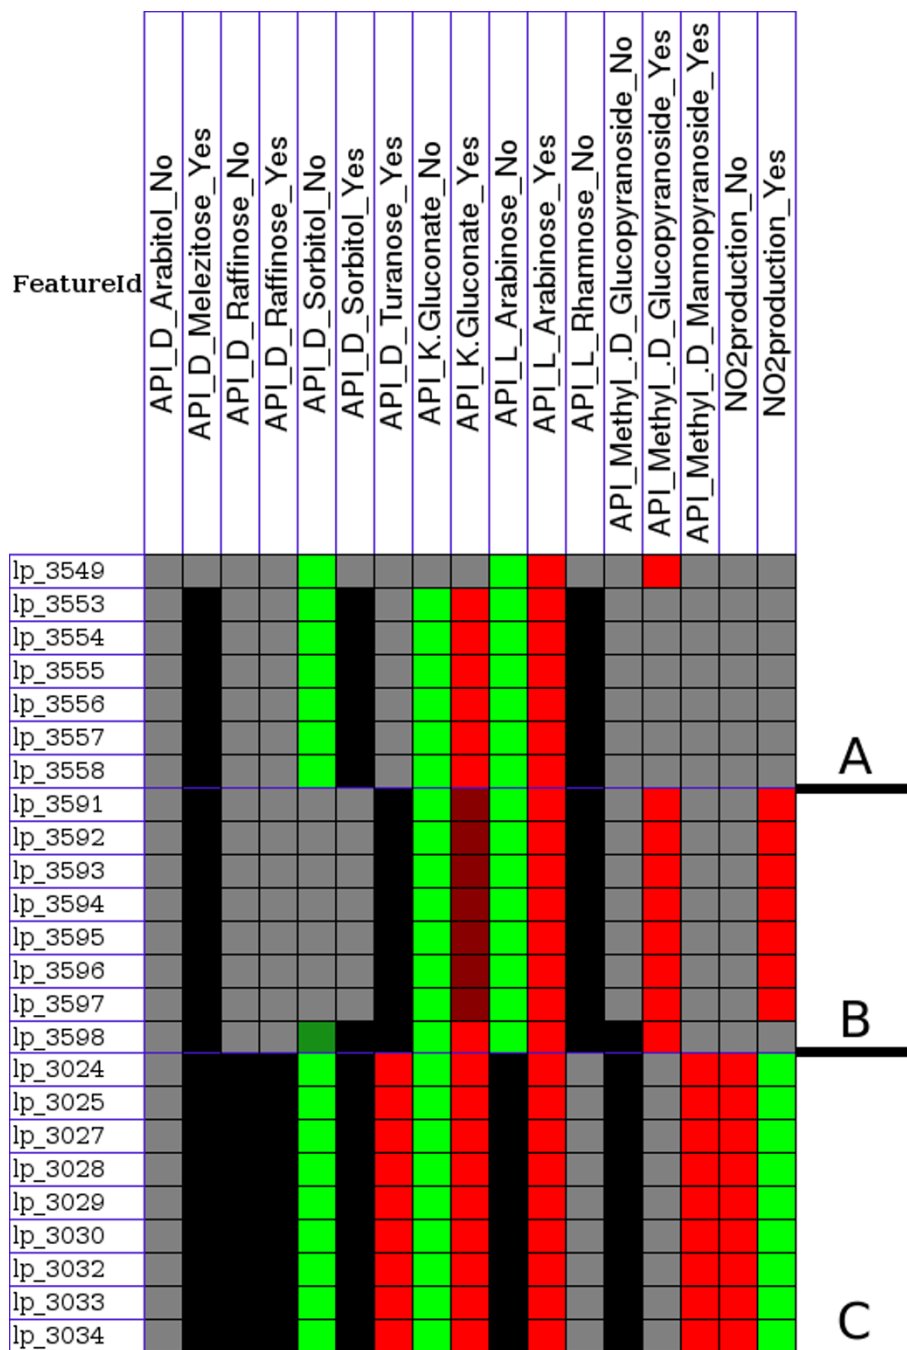 FeatureId
API_D_Arabitol_No
API_D_Melezitose_Yes
API_D_Raffinose_No
API_D_Raffinose_Yes
API_D_Sorbitol_No
API_D_Sorbitol_Yes
API_D_Turanose_Yes
API_K.Gluconate_No
API_K.Gluconate_Yes
API_L_Arabinose_No
API_L_Arabinose_Yes
API_L_Rhamnose_No
API_Methyl_.D_Glucopyranoside_No
API_Methyl_.D_Glucopyranoside_Yes
API_Methyl_.D_Mannopyranoside_Yes
NO2production_No
NO2production_Yes
lp_3549
lp_3553
lp_3554
lp_3555
lp_3556
lp_3557
lp_3558
A
lp_3591
lp_3592
lp_3593
lp_3594
lp_3595
lp_3596
lp_3597
lp_3598
B
lp_3024
lp_3025
lp_3027
lp_3028
lp_3029
lp_3030
lp_3032
lp_3033
lp_3034
C